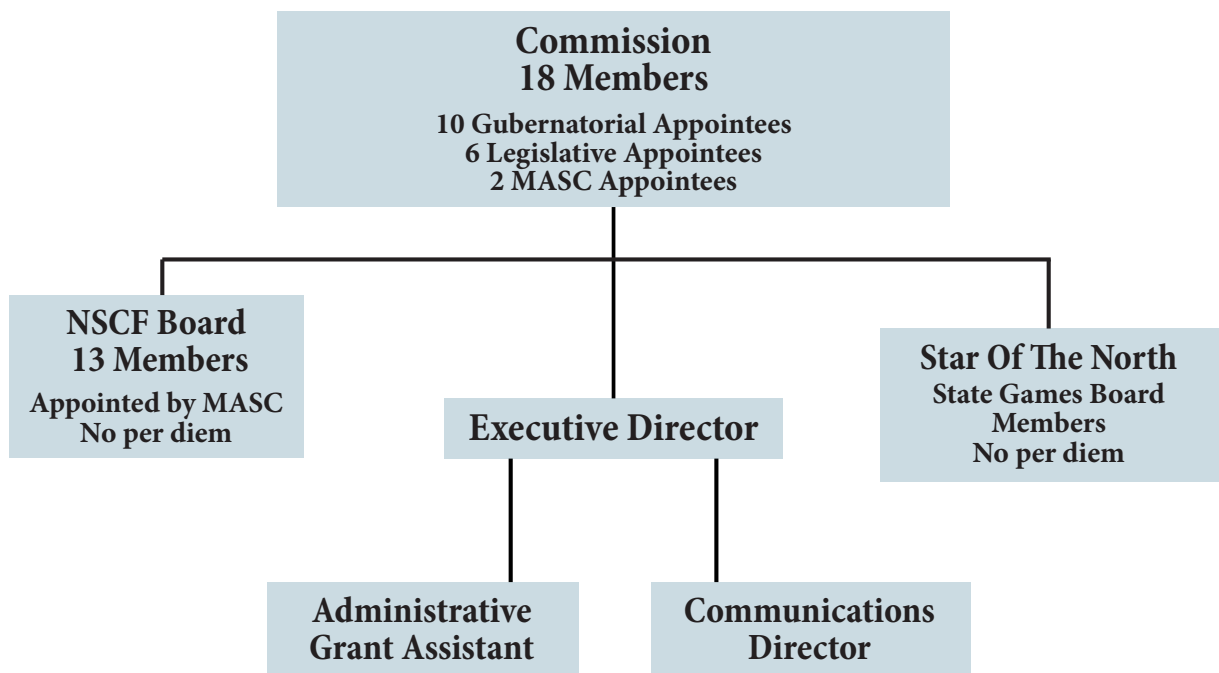 Commission
18 Members
10 Gubernatorial Appointees
6 Legislative Appointees
2 MASC Appointees
NSCF Board
13 Members
Appointed by MASC
No per diem
Executive Director
Star Of The North
State Games Board
Members
No per diem
Administrative
Grant Assistant
Communications
Director